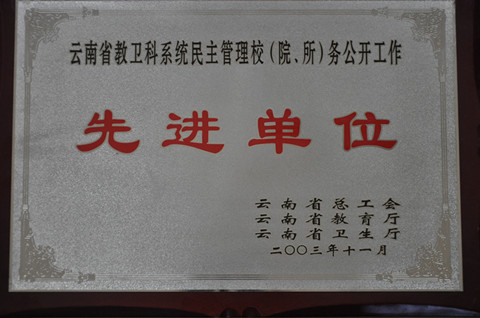 云南省教卫科系统民主管理校(院、所)务公开工作
先进单位
云南省总工会
云南省教育厅
云南省卫生厅
二〇〇三年十一月